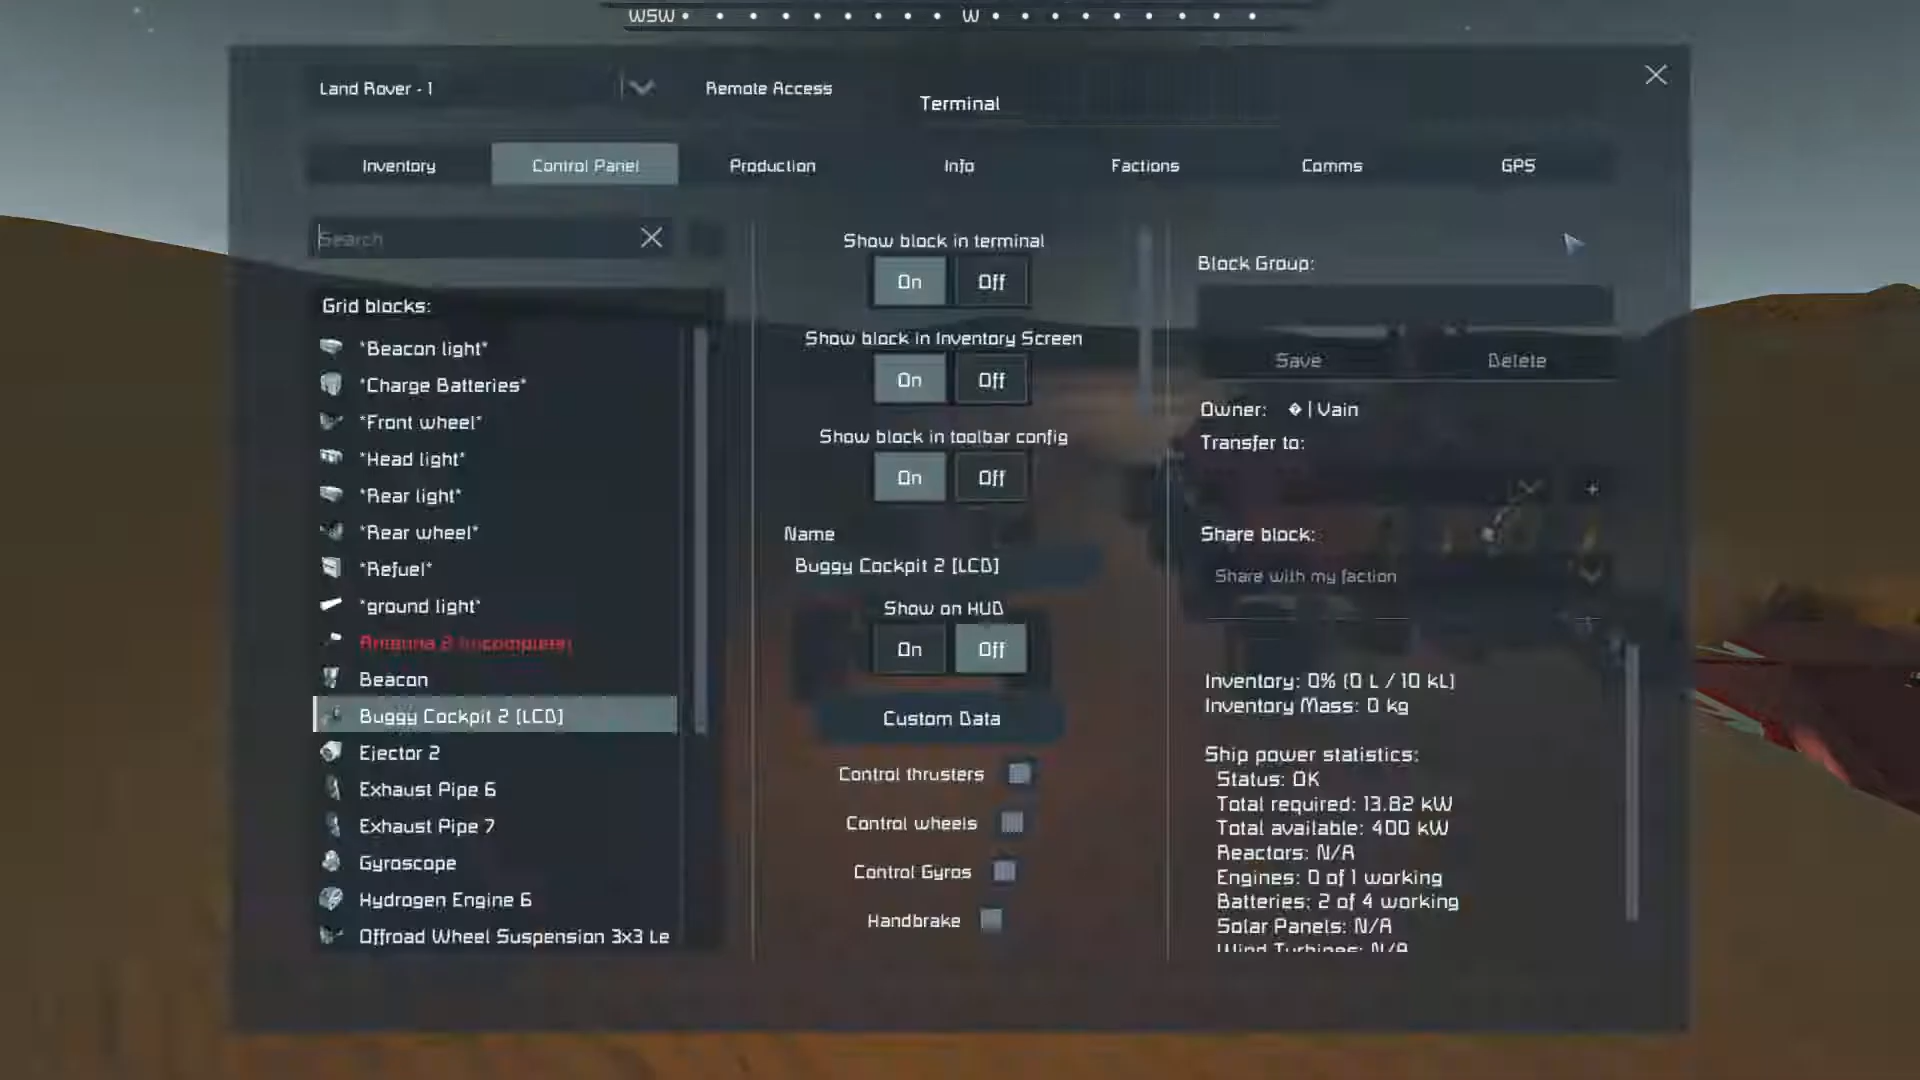 WSW W
Land Rover - 1
Remote Access
Terminal
Inventory
Control Panel
Production
Info
Factions
Comms
GPS
Search
Grid blocks:
*Beacon light*
*Charge Batteries*
*Front wheel*
*Head light*
*Rear light*
*Rear wheel*
*Refuel*
*ground light*
Antenna 2 (Incomplete)
Beacon
Buggy Cockpit 2 [LCD]
Ejector 2
Exhaust Pipe 6
Exhaust Pipe 7
Gyroscope
Hydrogen Engine 6
Offroad Wheel Suspension 3x3 Le
Show block in terminal
On Off
Show block in Inventory Screen
On Off
Show block in toolbar config
On Off
Name
Buggy Cockpit 2 [LCD]
Show on HUD
On Off
Custom Data
Control thrusters
Control wheels
Control Gyros
Handbrake
Block Group:
Save Delete
Owner: � | Vain
Transfer to:
Share block:
Share with my faction
Inventory: 0% (0 L / 10 kL)
Inventory Mass: 0 kg
Ship power statistics:
Status: OK
Total required: 13.82 kW
Total available: 400 kW
Reactors: N/A
Engines: 0 of 1 working
Batteries: 2 of 4 working
Solar Panels: N/A
Wind Turbines: N/A